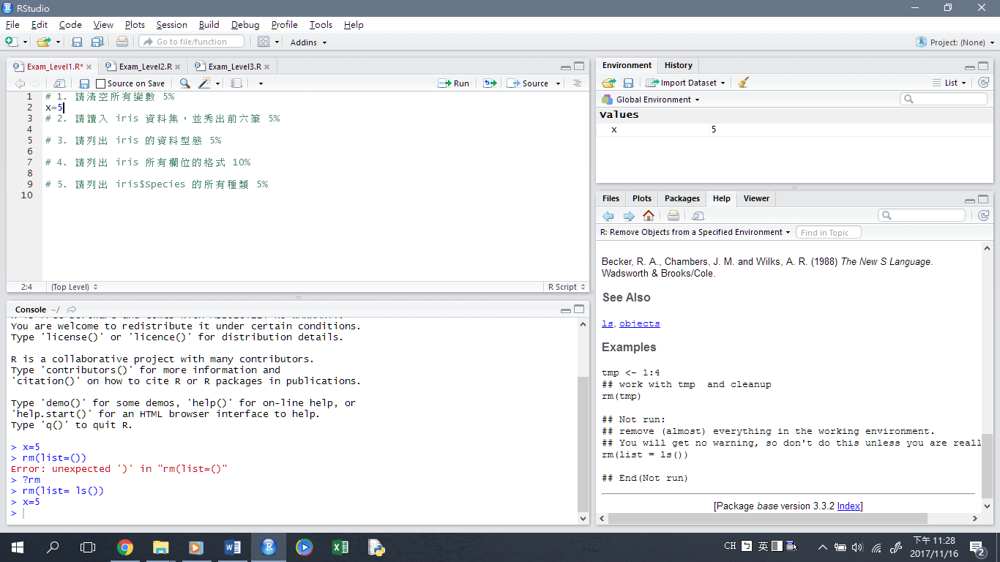 RStudio
File Edit Code View Plots Session Build Debug Profile Tools Help
Go to file/function Addins Project: (None)
Exam_Level1.R* Exam_Level2.R Exam_Level3.R
Source on Save Run Source
1 # 1. 請清空所有變數 5%
2 x=5
3 # 2. 請讀入 iris 資料集，並秀出前六筆 5%
4
5 # 3. 請列出 iris 的資料型態 5%
6
7 # 4. 請列出 iris 所有欄位的格式 10%
8
9 # 5. 請列出 iris$Species 的所有種類 5%
10
2:4 (Top Level) R Script
Console ~/
You are welcome to redistribute it under certain conditions.
Type 'license()' or 'licence()' for distribution details.
R is a collaborative project with many contributors.
Type 'contributors()' for more information and
'citation()' on how to cite R or R packages in publications.
Type 'demo()' for some demos, 'help()' for on-line help, or
'help.start()' for an HTML browser interface to help.
Type 'q()' to quit R.
> x=5
> rm(list=())
Error: unexpected ')' in "rm(list=()"
> ?rm
> rm(list= ls())
> x=5
>
Environment History
Import Dataset List
Global Environment
Values
x 5
Files Plots Packages Help Viewer
R: Remove Objects from a Specified Environment Find in Topic
Becker, R. A., Chambers, J. M. and Wilks, A. R. (1988) The New S Language.
Wadsworth & Brooks/Cole.
See Also
ls, objects
Examples
tmp <- 1:4
## work with tmp  and cleanup
rm(tmp)
## Not run:
## remove (almost) everything in the working environment.
## You will get no warning, so don't do this unless you are reall
rm(list = ls())
## End(Not run)
[Package base version 3.3.2 Index]
CH 英 下午 11:28
2017/11/16
2